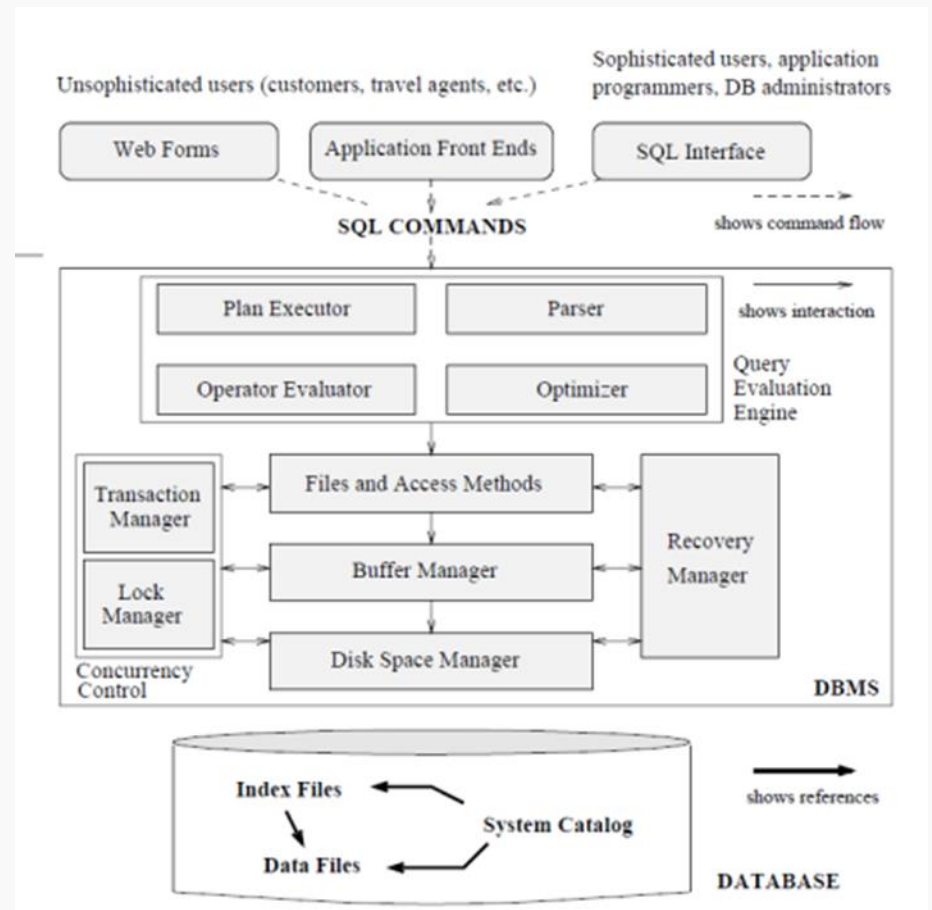 Unsophisticated users (customers, travel agents, etc.)
Sophisticated users, application
programmers, DB administrators
Web Forms
Application Front Ends
SQL Interface
SQL COMMANDS
shows command flow
Plan Executor
Parser
shows interaction
Operator Evaluator
Optimizer
Query
Evaluation
Engine
Transaction
Manager
Files and Access Methods
Recovery
Manager
Buffer Manager
Lock
Manager
Disk Space Manager
Concurrency
Control
DBMS
Index Files
shows references
System Catalog
Data Files
DATABASE